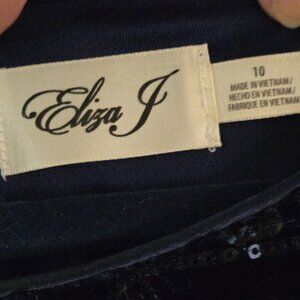 Eliza J
10
MADE IN VIETNAM/
HECHO EN VIETNAM/
FABRIQUE EN VIETNAM